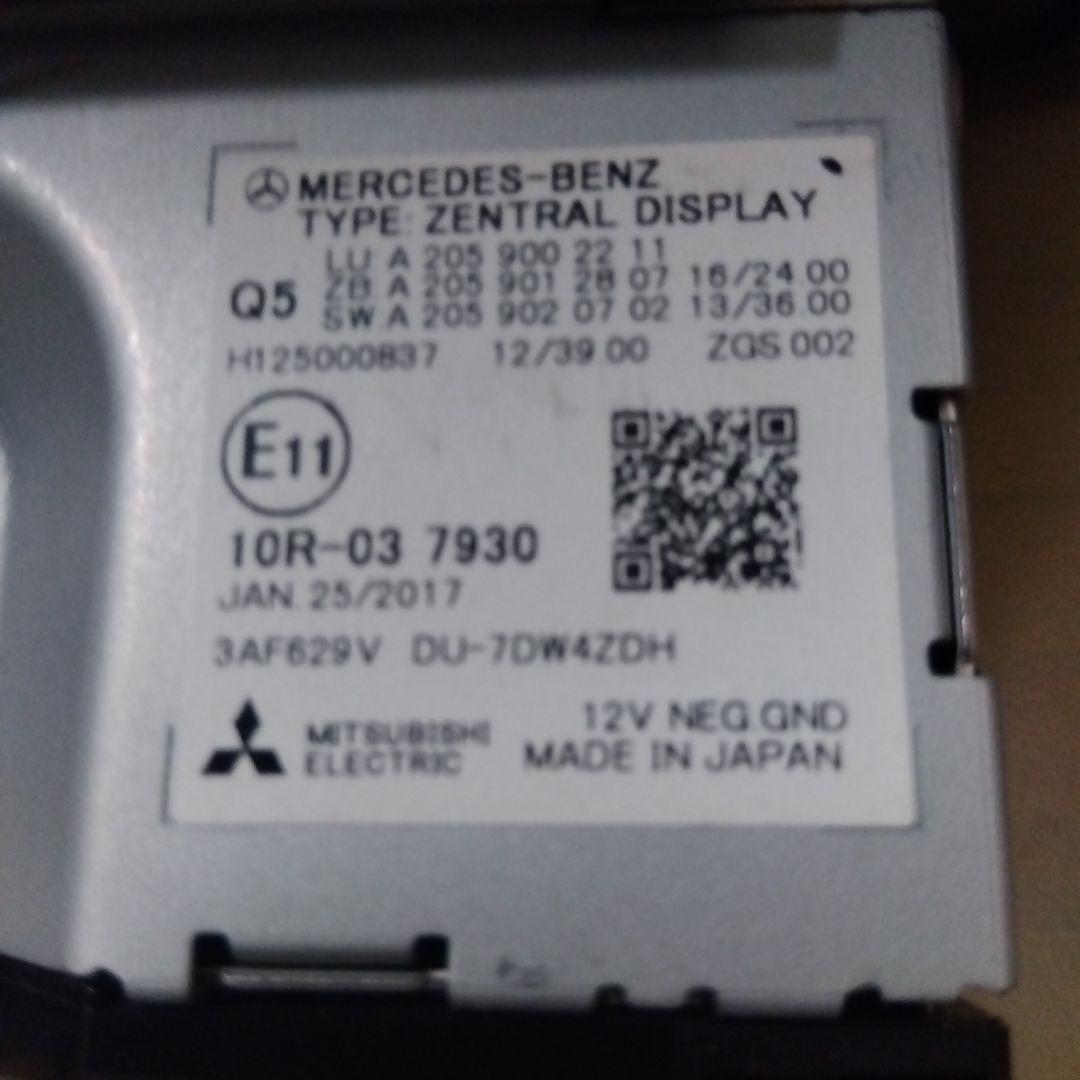 MERCEDES-BENZ
TYPE: ZENTRAL DISPLAY
LU A 205 900 22 11
Q5 ZB A 205 901 28 07 16/24.00
SW A 205 902 07 02 13/36.00
H125000837 12/39.00 ZGS 002
E11
10R-03 7930
JAN. 25/2017
3AF629V DU-7DW4ZDH
MITSUBISHI 12V NEG.GND
ELECTRIC MADE IN JAPAN